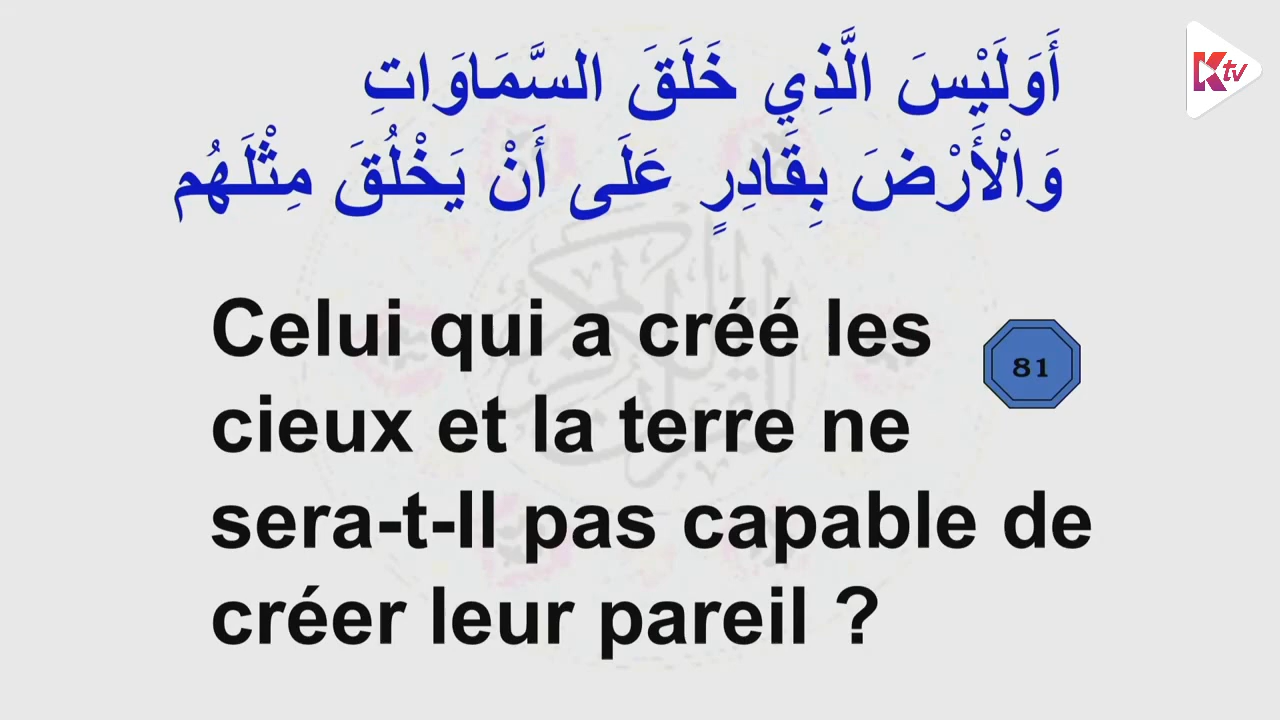 أَوَلَيْسَ الَّذِي خَلَقَ السَّمَاوَاتِ
وَالْأَرْضَ بِقَادِرٍ عَلَى أَنْ يَخْلُقَ مِثْلَهُم
Celui qui a créé les
cieux et la terre ne
sera-t-Il pas capable de
créer leur pareil ?
81
Ktv